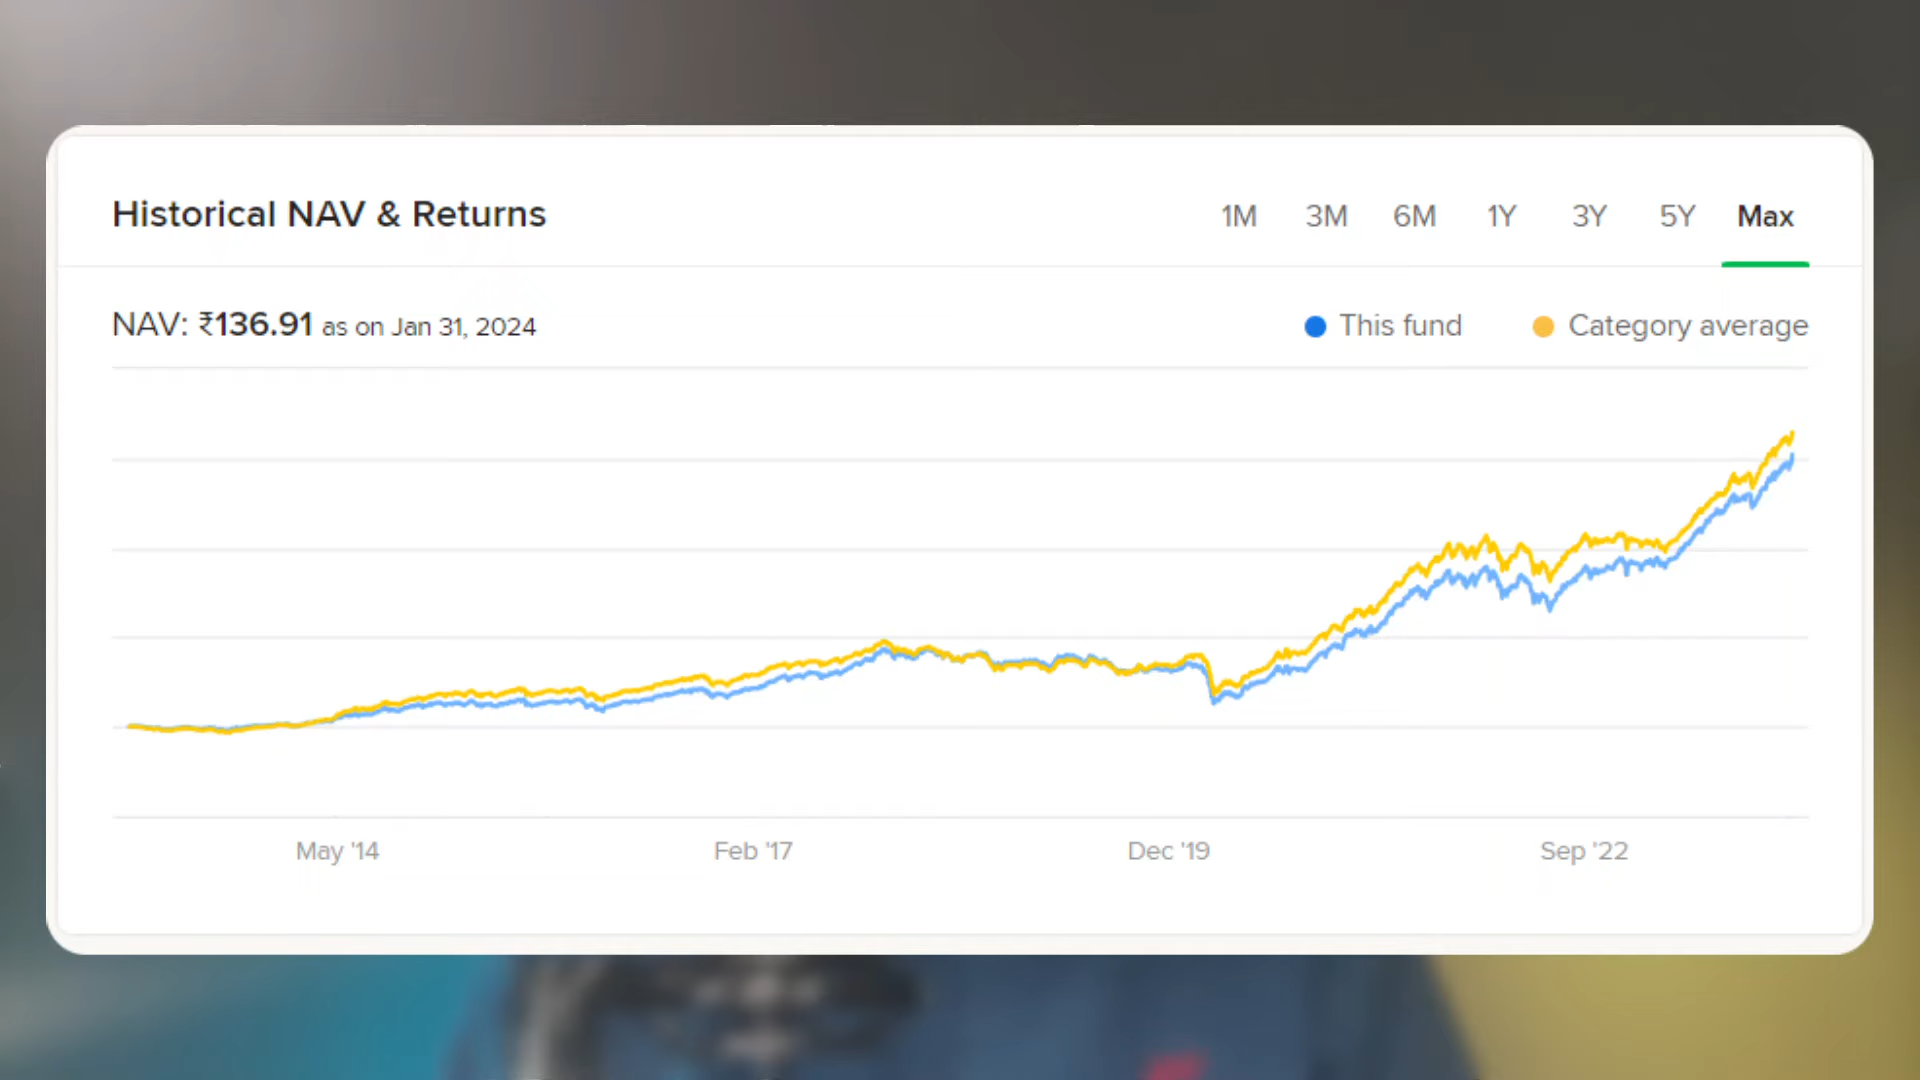 Historical NAV & Returns
1M 3M 6M 1Y 3Y 5Y Max
NAV: ₹136.91 as on Jan 31, 2024
This fund Category average
May '14 Feb '17 Dec '19 Sep '22